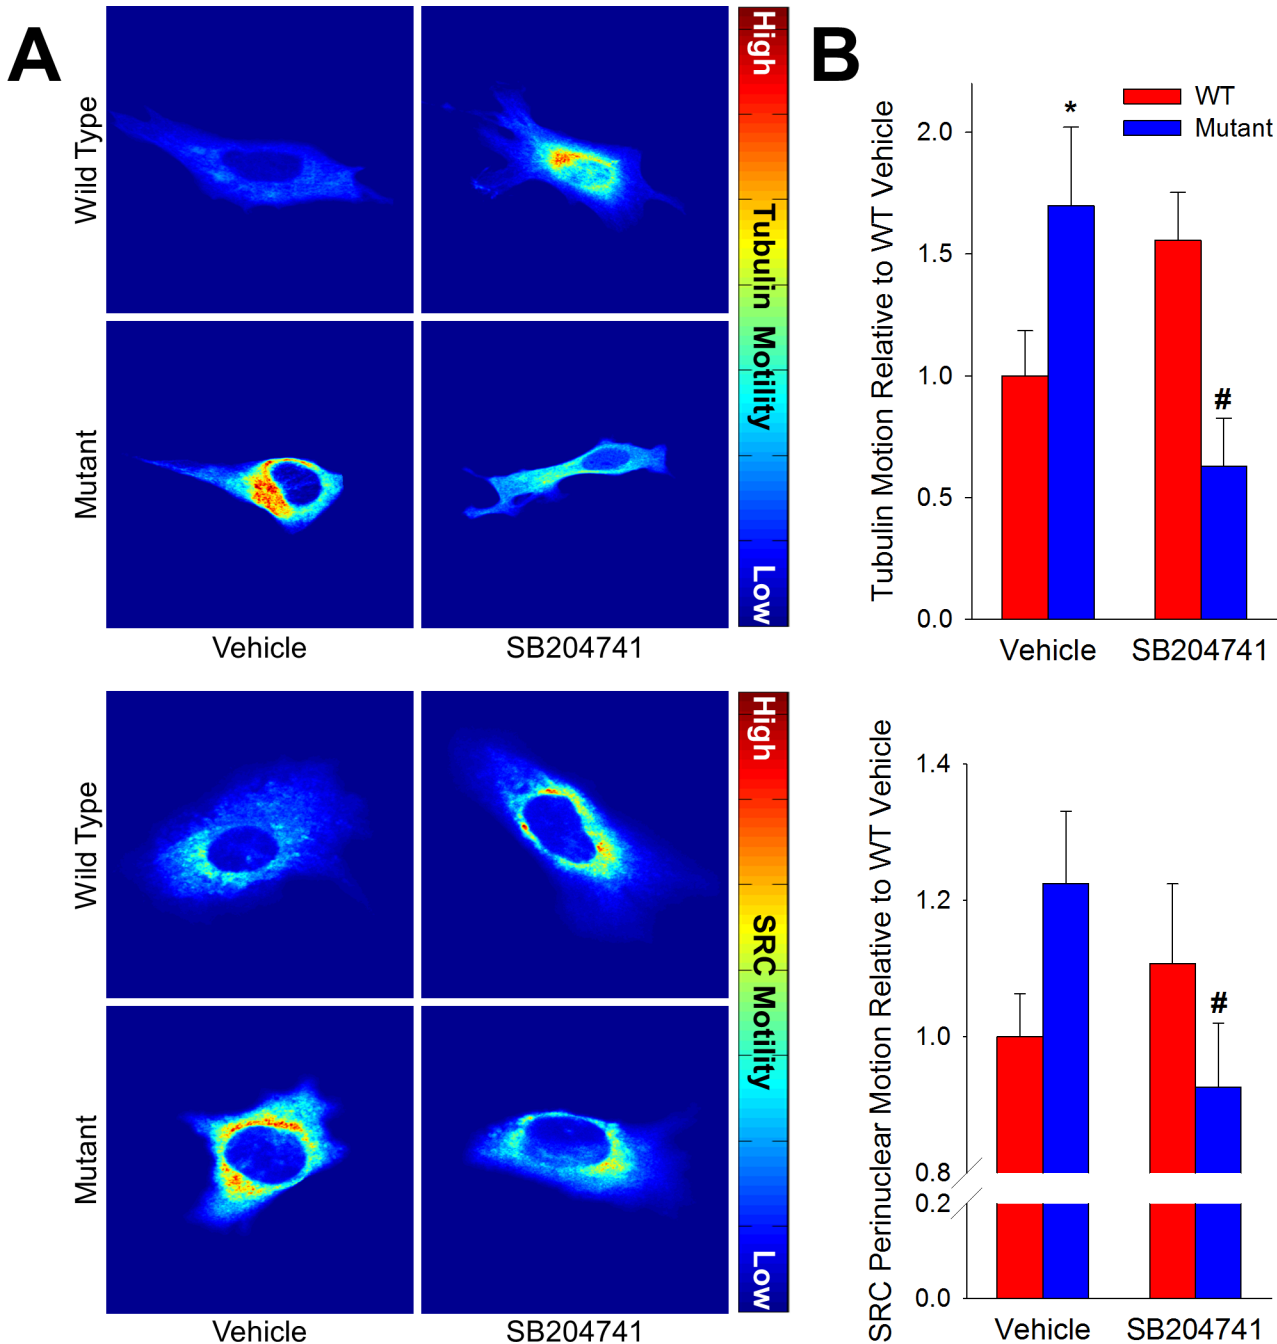 A
Wild Type
Mutant
Vehicle
SB204741
High
Tubulin Motility
Low
Wild Type
Mutant
Vehicle
SB204741
High
SRC Motility
Low
B
WT
Mutant
Tubulin Motion Relative to WT Vehicle
2.0
1.5
1.0
0.5
0.0
*
#
Vehicle
SB204741
SRC Perinuclear Motion Relative to WT Vehicle
1.4
1.2
1.0
0.8
0.2
0.0
#
Vehicle
SB204741